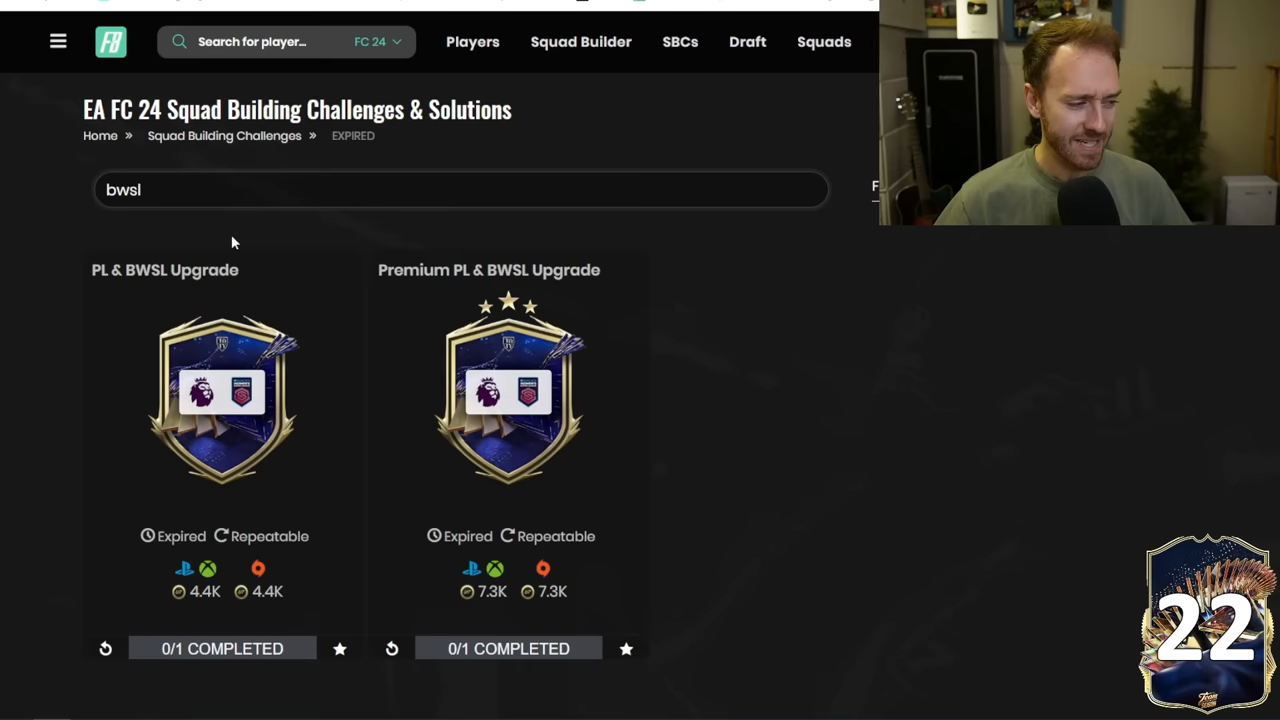 FB
Search for player...
FC 24
Players
Squad Builder
SBCs
Draft
Squads
EA FC 24 Squad Building Challenges & Solutions
Home » Squad Building Challenges » EXPIRED
bwsl
F
PL & BWSL Upgrade
Premium PL & BWSL Upgrade
Expired Repeatable
Expired Repeatable
4.4K 4.4K
7.3K 7.3K
0/1 COMPLETED
0/1 COMPLETED
22